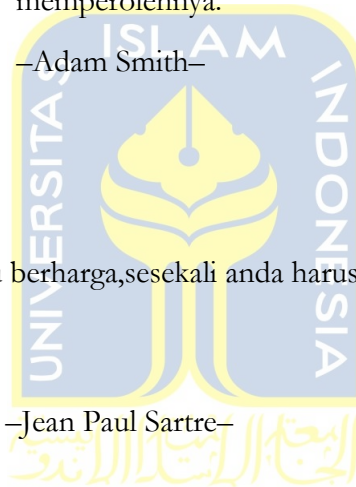 memperolehnya.
ISLAM
–Adam Smith–
UNIVERSITAS
INDONESIA
berharga,sesekali anda harus
–Jean Paul Sartre–